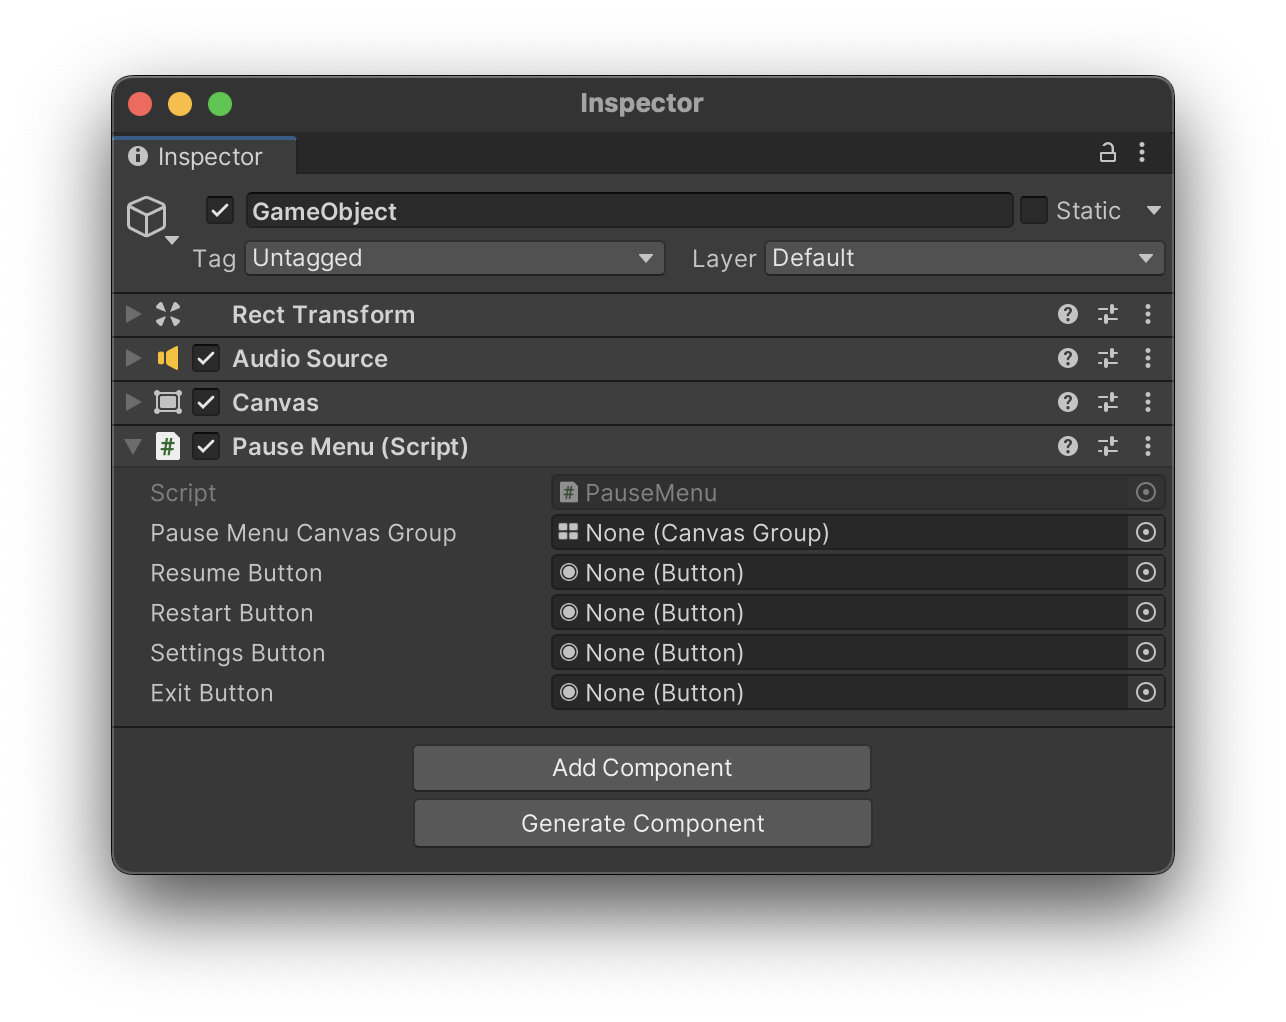 Inspector
Inspector
GameObject Static
Tag Untagged Layer Default
Rect Transform
Audio Source
Canvas
# Pause Menu (Script)
Script # PauseMenu
Pause Menu Canvas Group None (Canvas Group)
Resume Button None (Button)
Restart Button None (Button)
Settings Button None (Button)
Exit Button None (Button)
Add Component
Generate Component